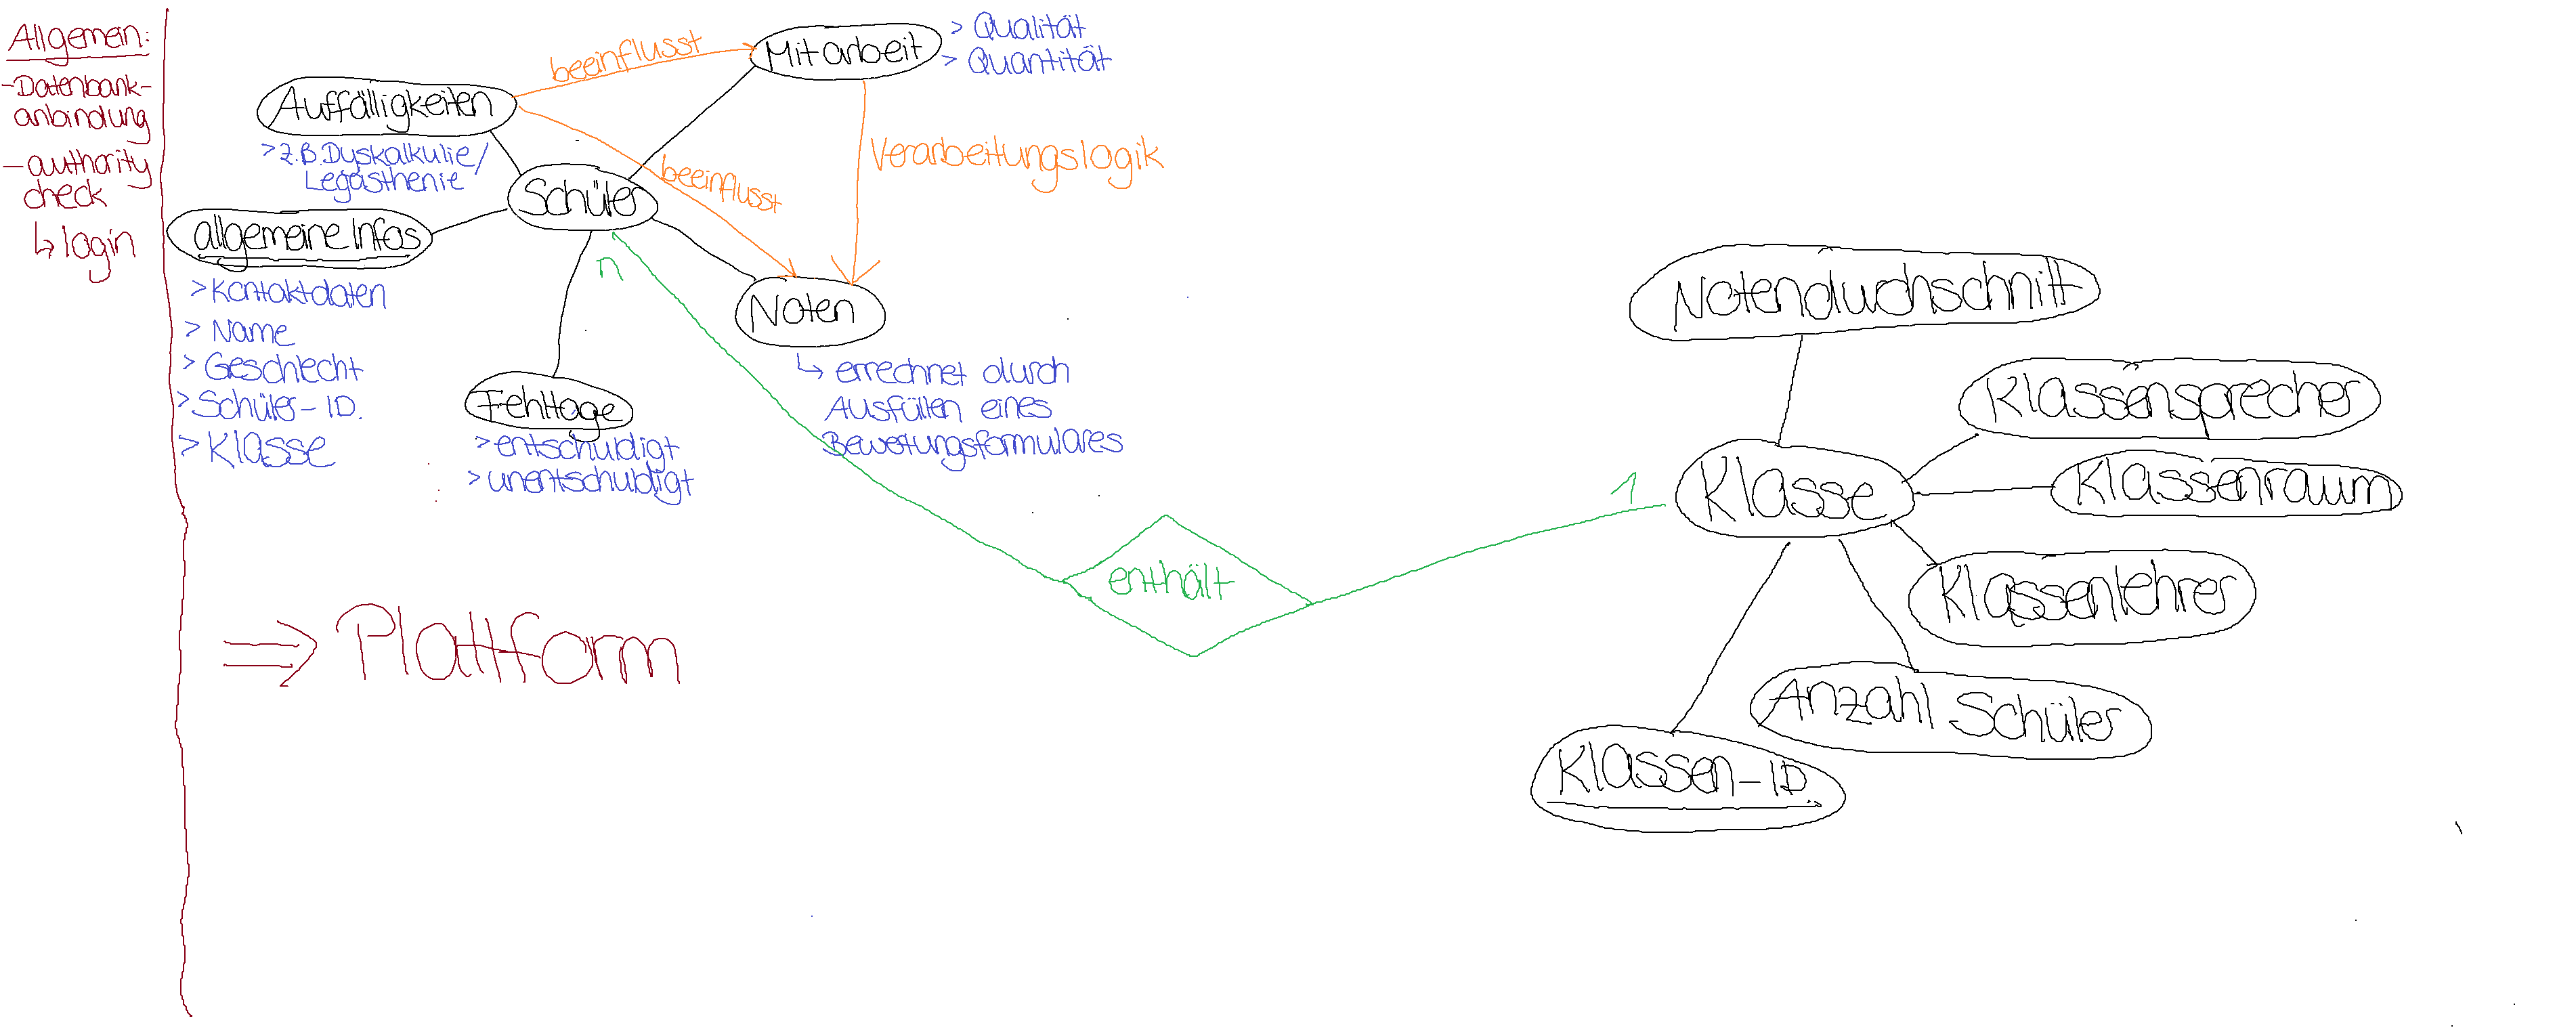 Allgemein:
-Datenbank-
anbindung
-authority
check
↳ login
Auffälligkeiten
> z.B. Dyskalkulie/
Legasthenie
beeinflusst
Mitarbeit
> Qualität
> Quantität
Verarbeitungslogik
beeinflusst
Schüler
allgemeine Infos
> Kontaktdaten
> Name
> Geschlecht
> Schüler-ID.
> Klasse
Fehltage
> entschuldigt
> unentschuldigt
n
Noten
↳ errechnet durch
Ausfüllen eines
Bewertungsformulares
enthält
1
Notenduchschnitt
Klassensprecher
Klasse
Klassenraum
Klassenlehrer
Anzahl Schüler
Klassen-ID
⇒ Plattform